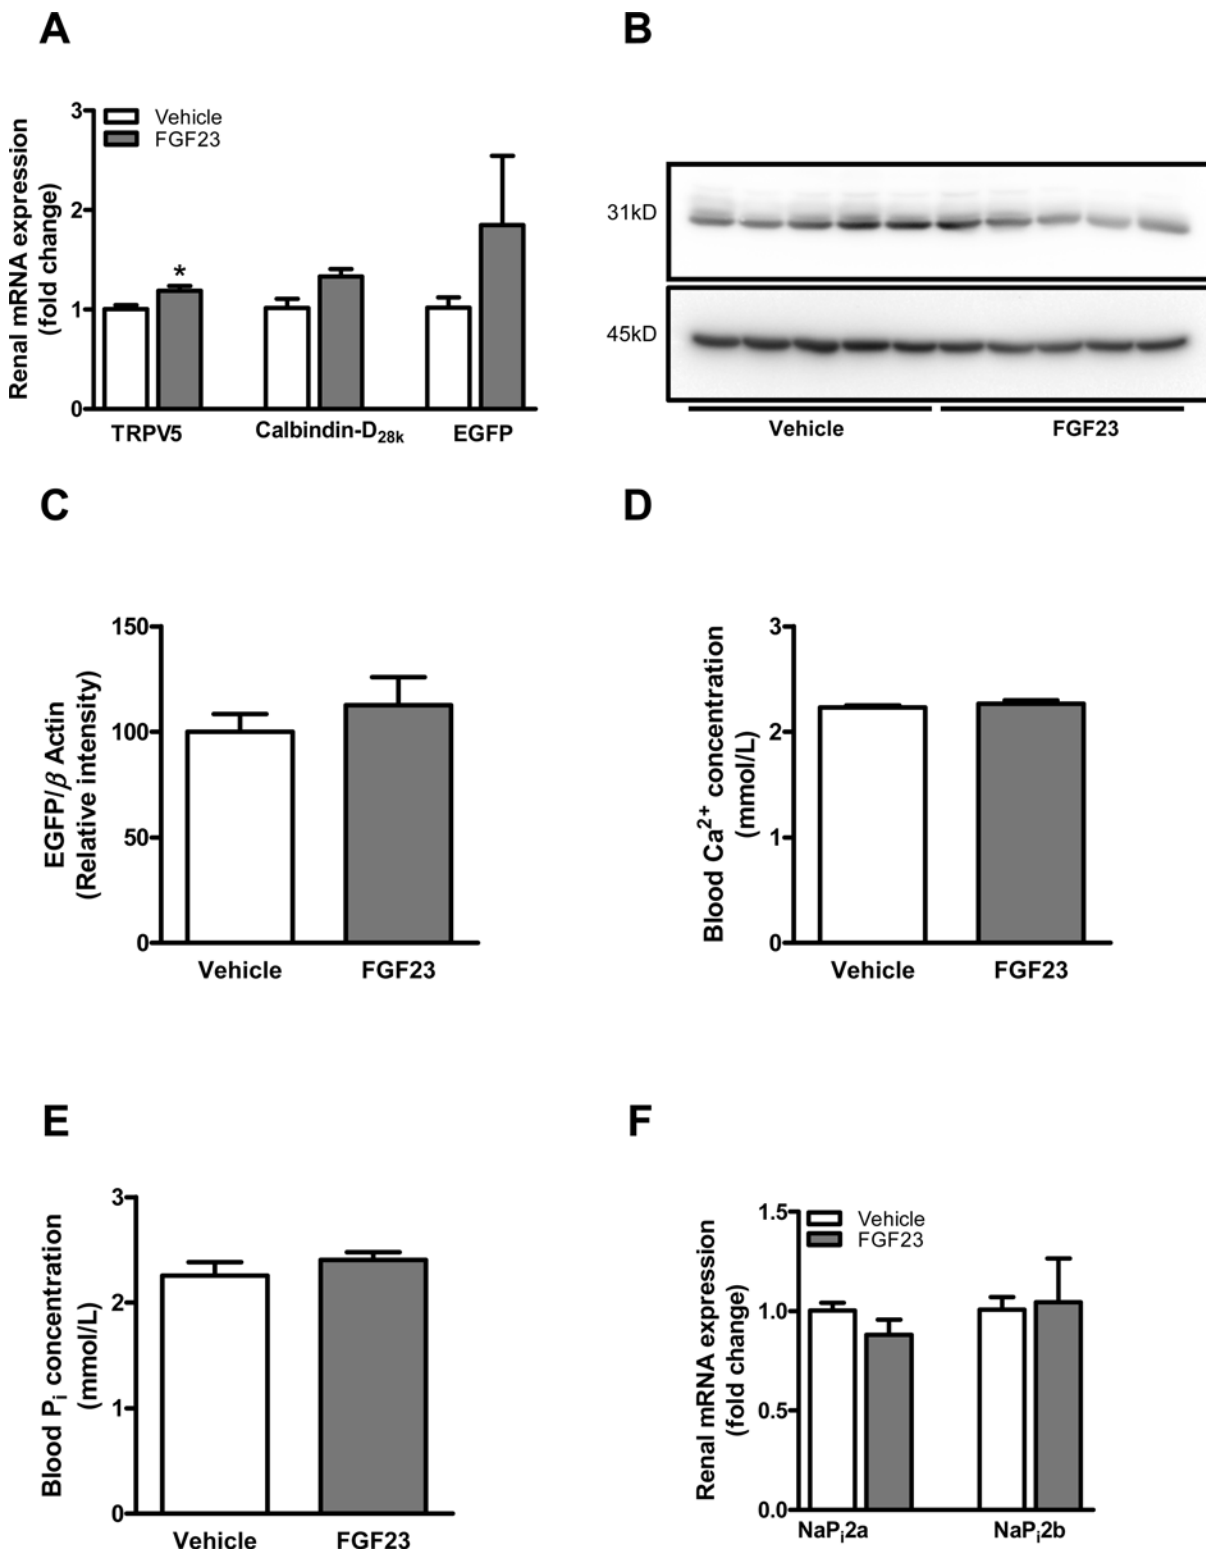 A
Renal mRNA expression
(fold change)
3
2
1
0
Vehicle
FGF23
*
TRPV5
Calbindin-D28k
EGFP
B
31kD
45kD
Vehicle
FGF23
C
EGFP/β Actin
(Relative intensity)
150
100
50
0
Vehicle
FGF23
D
Blood Ca2+ concentration
(mmol/L)
3
2
1
0
Vehicle
FGF23
E
Blood Pi concentration
(mmol/L)
3
2
1
0
Vehicle
FGF23
F
Renal mRNA expression
(fold change)
1.5
1.0
0.5
0.0
Vehicle
FGF23
NaPi2a
NaPi2b